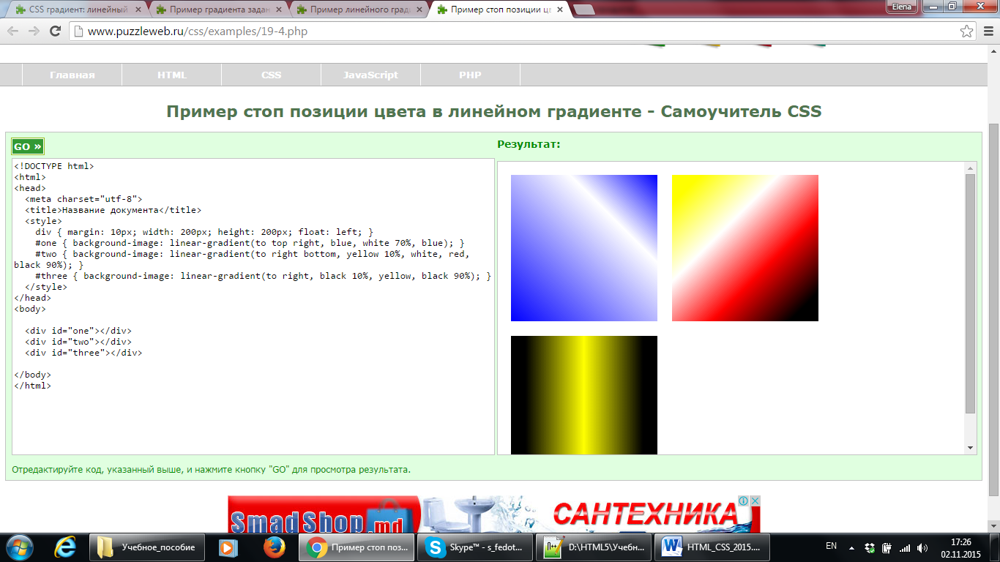 CSS градиент: линейный
Пример градиента задан
Пример линейного град
Пример стоп позиции цв
Elena
www.puzzleweb.ru/css/examples/19-4.php
Главная
HTML
CSS
JavaScript
PHP
Пример стоп позиции цвета в линейном градиенте - Самоучитель CSS
GO »
<!DOCTYPE html>
<html>
<head>
  <meta charset="utf-8">
  <title>Название документа</title>
  <style>
    div { margin: 10px; width: 200px; height: 200px; float: left; }
    #one { background-image: linear-gradient(to top right, blue, white 70%, blue); }
    #two { background-image: linear-gradient(to right bottom, yellow 10%, white, red,
black 90%); }
    #three { background-image: linear-gradient(to right, black 10%, yellow, black 90%); }
  </style>
</head>
<body>
  <div id="one"></div>
  <div id="two"></div>
  <div id="three"></div>
</body>
</html>
Результат:
Отредактируйте код, указанный выше, и нажмите кнопку "GO" для просмотра результата.
SmadShop.md
САНТЕХНИКА
Учебное_пособие
Пример стоп поз...
Skype™ - s_fedot...
D:\HTML5\Учебн...
HTML_CSS_2015....
EN
17:26
02.11.2015